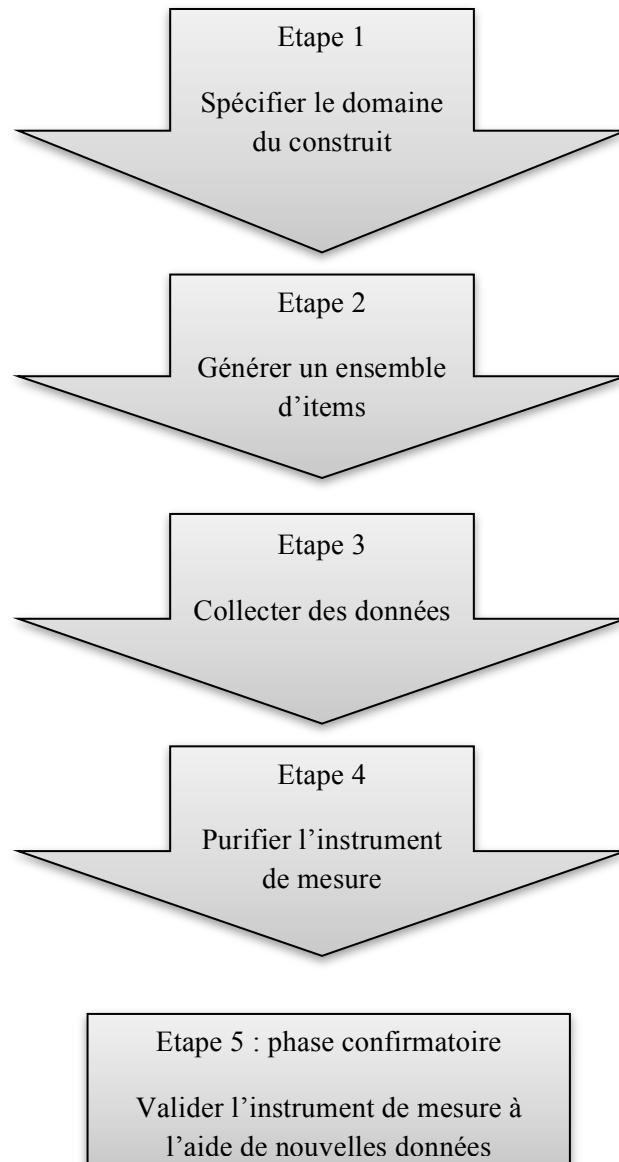 Etape 1
Spécifier le domaine
du construit
Etape 2
Générer un ensemble
d’items
Etape 3
Collecter des données
Etape 4
Purifier l’instrument
de mesure
Etape 5 : phase confirmatoire
Valider l’instrument de mesure à
l’aide de nouvelles données